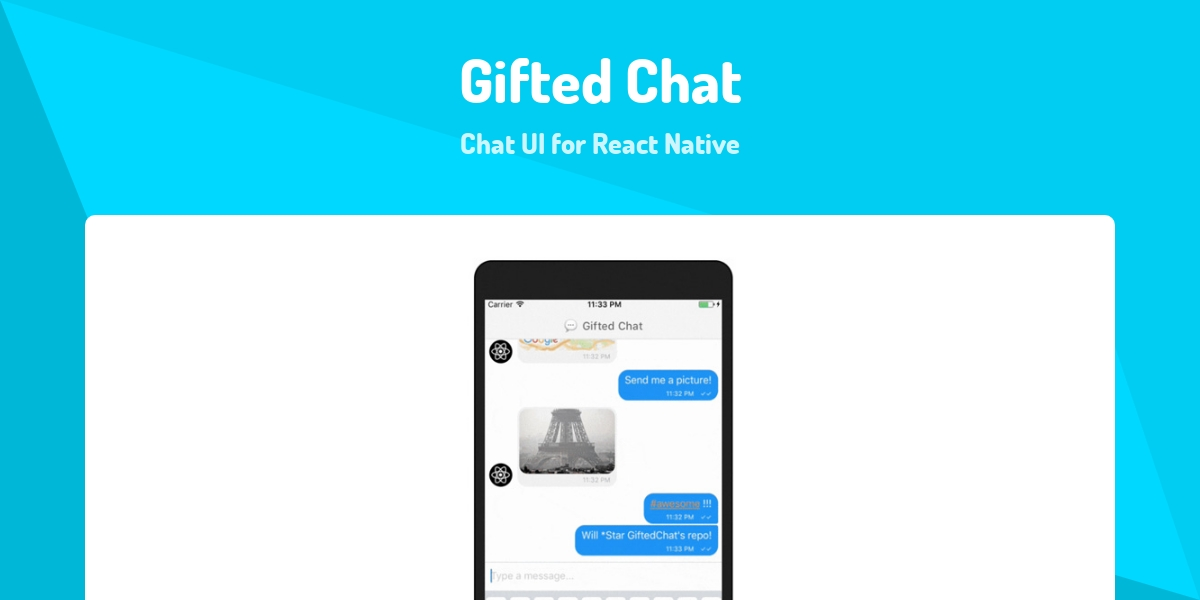 Gifted Chat
Chat UI for React Native
Carrier 11:33 PM
💬 Gifted Chat
Google
11:32 PM
Send me a picture!
11:32 PM ✓✓
11:32 PM
#awesome !!!
11:32 PM ✓✓
Will *Star GiftedChat's repo!
11:33 PM ✓✓
Type a message...